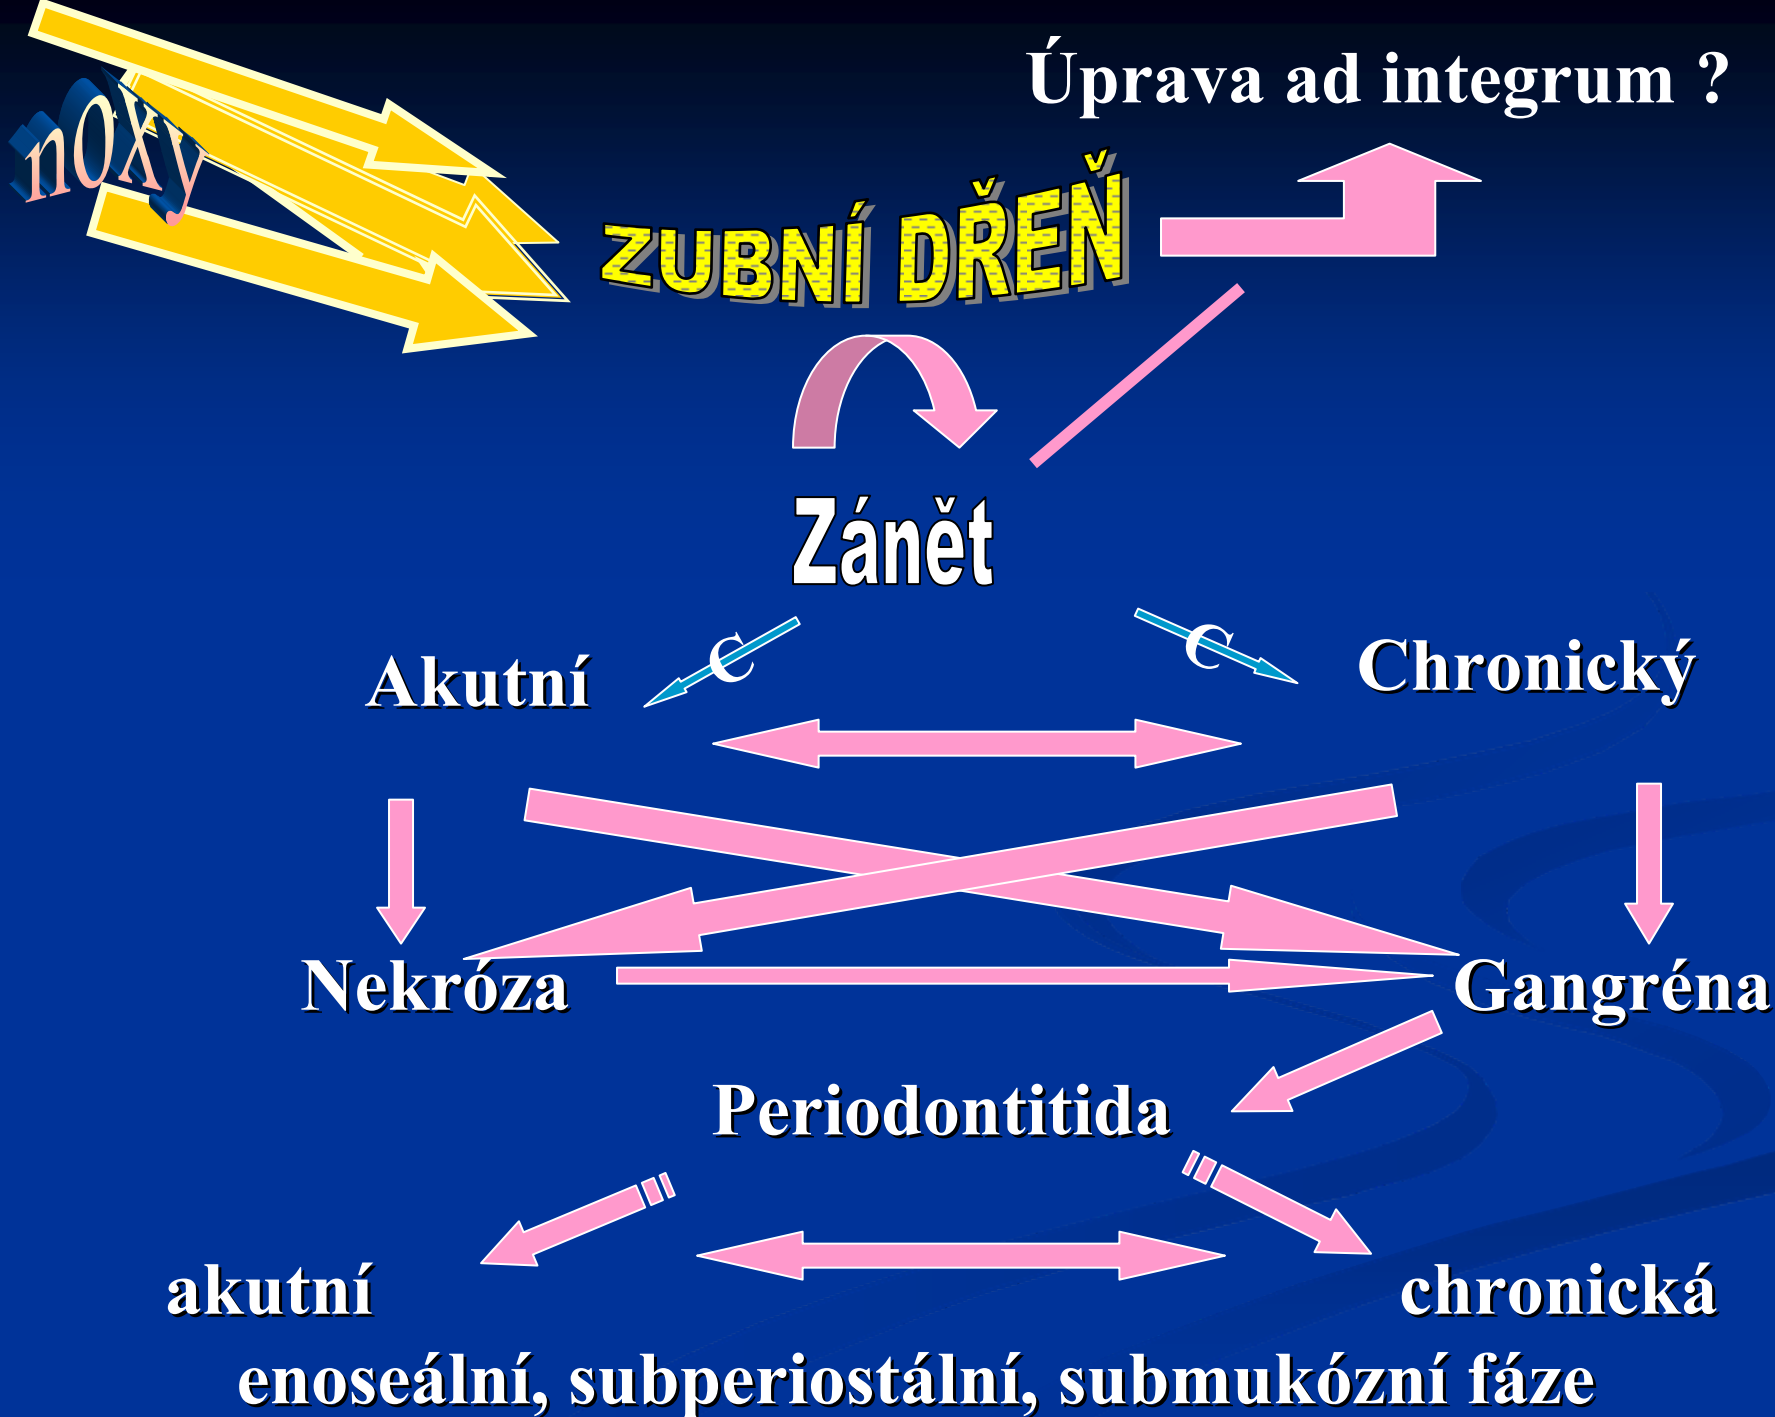 Úprava ad integrum ?
noxy
ZUBNÍ DŘEŇ
Zánět
C C
Akutní Chronický
Nekróza Gangréna
Periodontitida
akutní chronická
enoseální, subperiostální, submukózní fáze